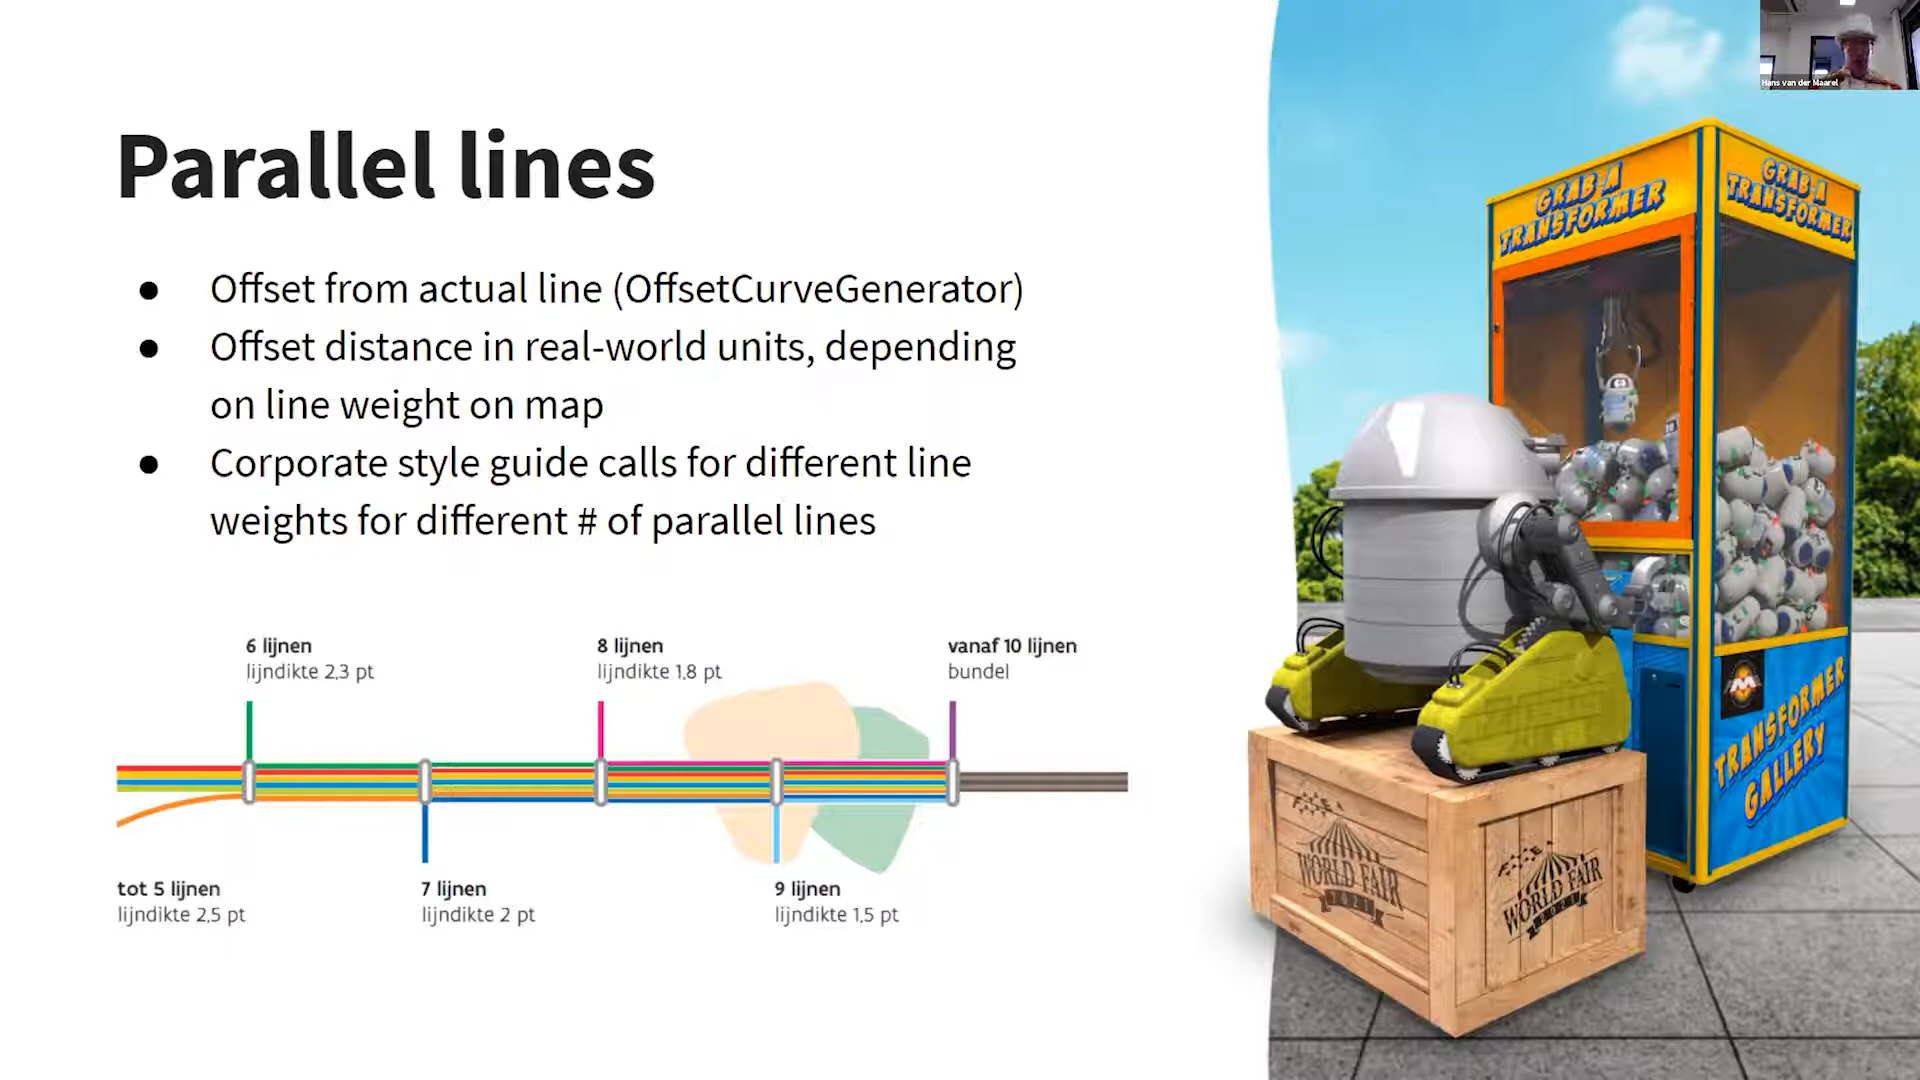 Parallel lines
● Offset from actual line (OffsetCurveGenerator)
● Offset distance in real-world units, depending
on line weight on map
● Corporate style guide calls for different line
weights for different # of parallel lines
6 lijnen
lijndikte 2,3 pt
8 lijnen
lijndikte 1,8 pt
vanaf 10 lijnen
bundel
tot 5 lijnen
lijndikte 2,5 pt
7 lijnen
lijndikte 2 pt
9 lijnen
lijndikte 1,5 pt
Hans van der Maarel
GRAB-A
TRANSFORMER
GRAB-A
TRANSFORMER
TRANSFORMER
GALLERY
WORLD FAIR
2021
WORLD FAIR
2021